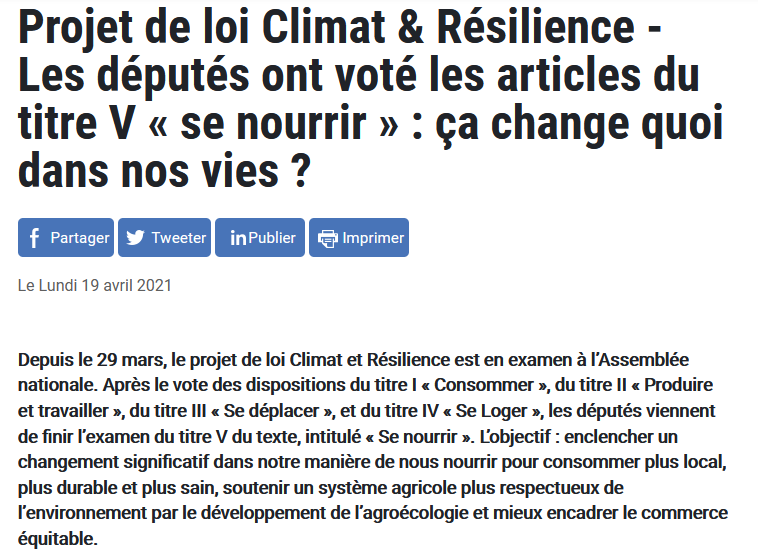 Projet de loi Climat & Résilience -
Les députés ont voté les articles du
titre V « se nourrir » : ça change quoi
dans nos vies ?
Partager Tweeter Publier Imprimer
Le Lundi 19 avril 2021
Depuis le 29 mars, le projet de loi Climat et Résilience est en examen à l’Assemblée
nationale. Après le vote des dispositions du titre I « Consommer », du titre II « Produire
et travailler », du titre III « Se déplacer », et du titre IV « Se Loger », les députés viennent
de finir l’examen du titre V du texte, intitulé « Se nourrir ». L’objectif : enclencher un
changement significatif dans notre manière de nous nourrir pour consommer plus local,
plus durable et plus sain, soutenir un système agricole plus respectueux de
l’environnement par le développement de l’agroécologie et mieux encadrer le commerce
équitable.